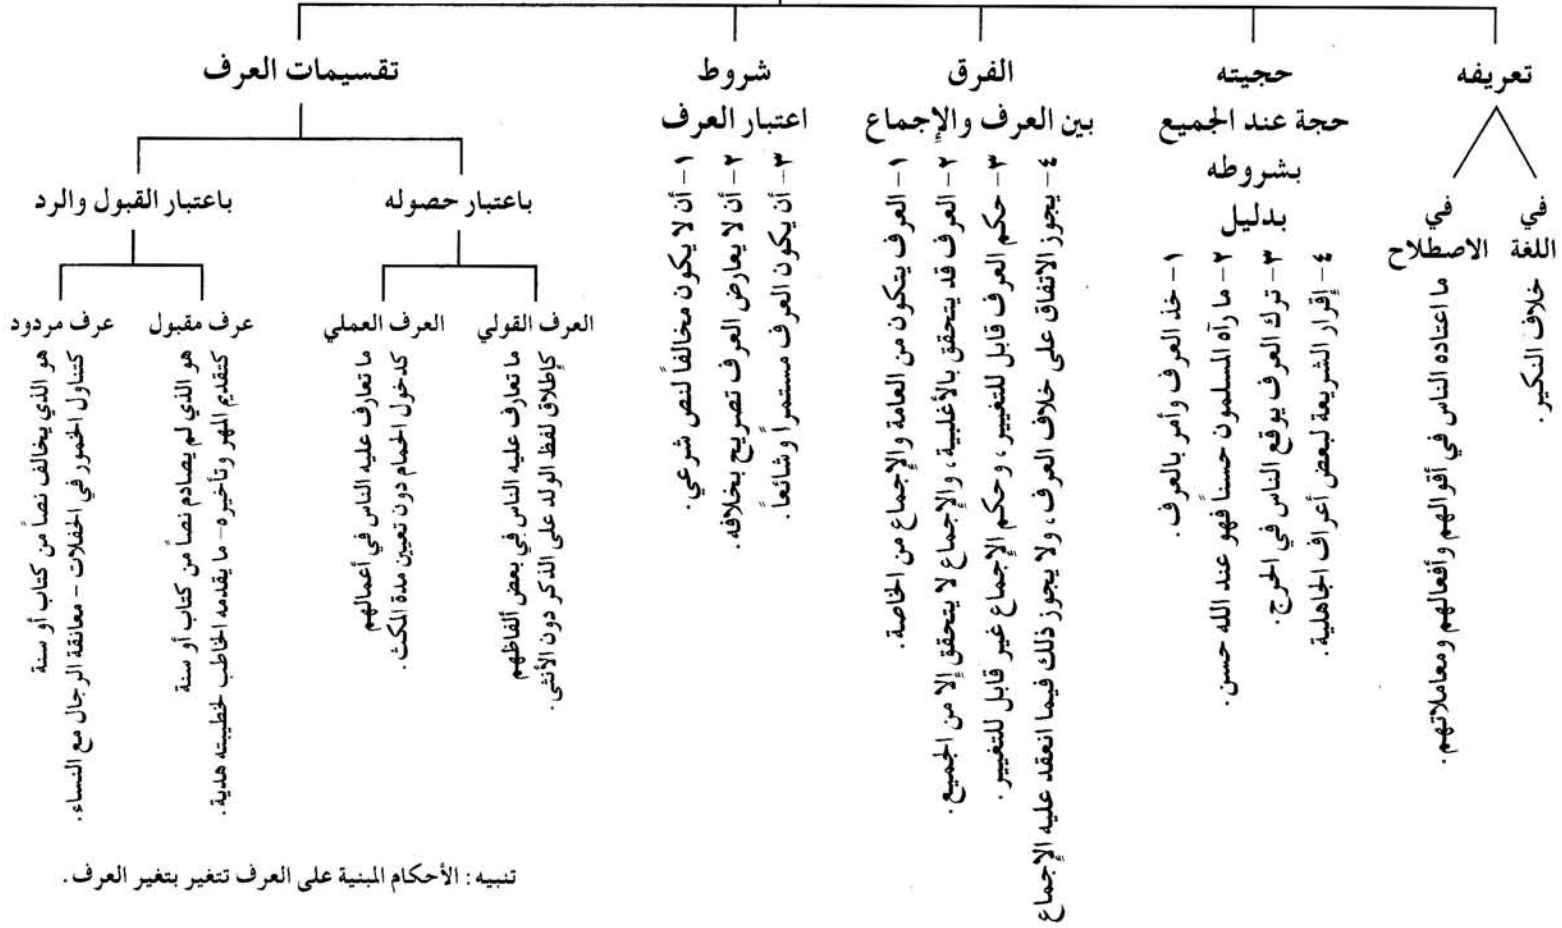 تعريفه
في
اللغة
خلاف النكير.
في
الاصطلاح
ما اعتاده الناس في أقوالهم وأفعالهم ومعاملاتهم.
حجيته
حجة عند الجميع
بشروطه
بدليل
١- خذ العرف وأمر بالعرف.
٢- ما رآه المسلمون حسناً فهو عند الله حسن.
٣- ترك العرف يوقع الناس في الحرج.
٤- إقرار الشريعة لبعض أعراف الجاهلية.
الفرق
بين العرف والإجماع
١- العرف يتكون من العامة والإجماع من الخاصة.
٢- العرف قد يتحقق بالأغلبية، والإجماع لا يتحقق إلا من الجميع.
٣- حكم العرف قابل للتغيير، وحكم الإجماع غير قابل للتغيير.
٤- يجوز الاتفاق على خلاف العرف، ولا يجوز ذلك فيما انعقد عليه الإجماع
شروط
اعتبار العرف
١- أن لا يكون مخالفاً لنص شرعي.
٢- أن لا يعارض العرف تصريح بخلافه.
٣- أن يكون العرف مستمراً وشائعاً.
تقسيمات العرف
باعتبار حصوله
العرف القولي
ما تعارف عليه الناس في بعض ألفاظهم
كإطلاق لفظ الولد على الذكر دون الأنثى.
العرف العملي
ما تعارف عليه الناس في أعمالهم
كدخول الحمام دون تعيين مدة المكث.
باعتبار القبول والرد
عرف مقبول
هو الذي لم يصادم نصاً من كتاب أو سنة
كتقديم المهر وتأخيره- ما يقدمه الخاطب لخطيبته هدية.
عرف مردود
هو الذي يخالف نصاً من كتاب أو سنة
كتناول الخمور في الحفلات - معانقة الرجال مع النساء.
تنبيه: الأحكام المبنية على العرف تتغير بتغير العرف.